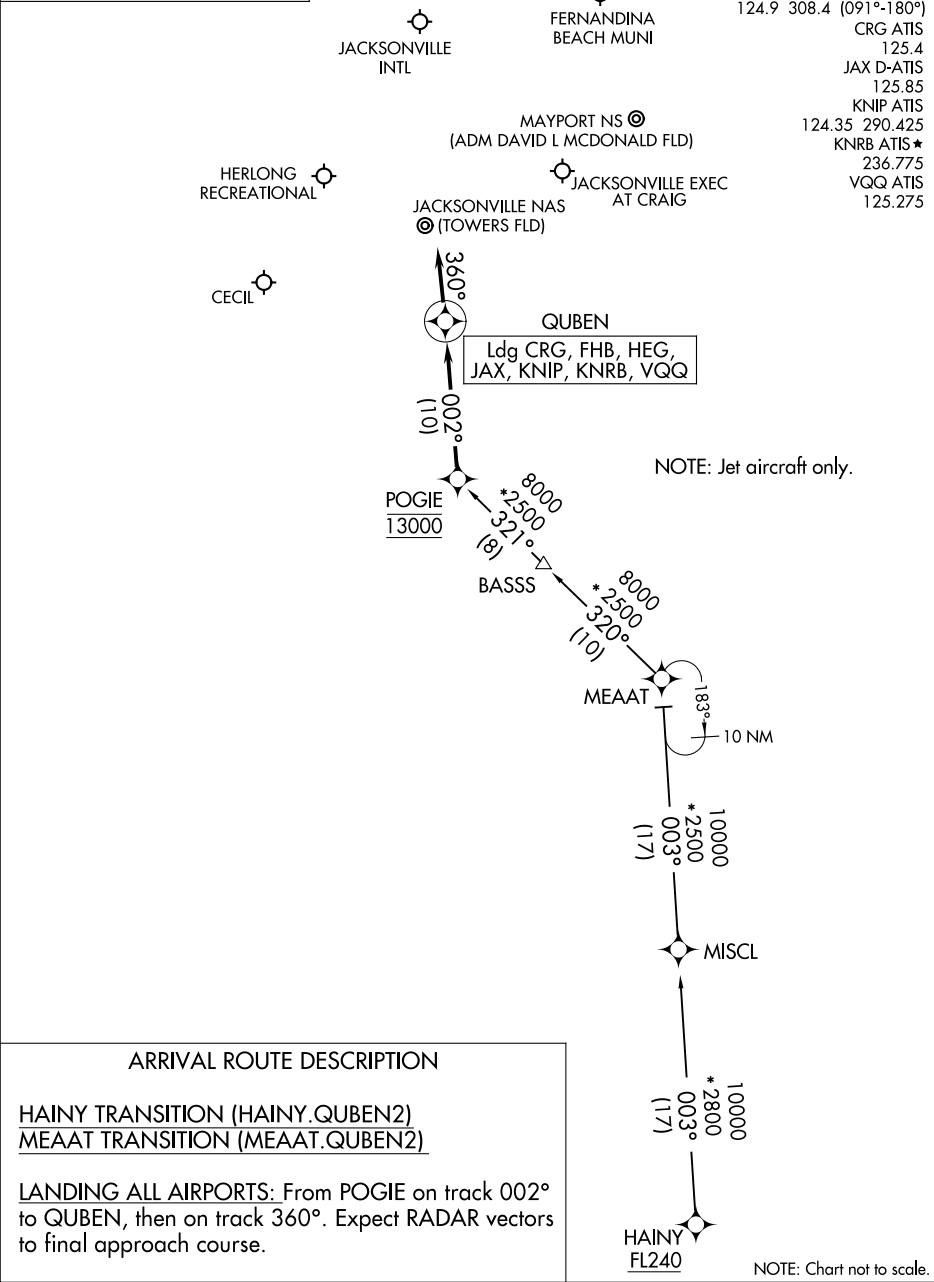 124.9 308.4 (091°-180°)
CRG ATIS
125.4
JAX D-ATIS
125.85
KNIP ATIS
124.35 290.425
KNRB ATIS★
236.775
VQQ ATIS
125.275
JACKSONVILLE
INTL
FERNANDINA
BEACH MUNI
MAYPORT NS
(ADM DAVID L MCDONALD FLD)
HERLONG
RECREATIONAL
JACKSONVILLE EXEC
AT CRAIG
JACKSONVILLE NAS
(TOWERS FLD)
CECIL
360°
QUBEN
Ldg CRG, FHB, HEG,
JAX, KNIP, KNRB, VQQ
002°
(10)
NOTE: Jet aircraft only.
POGIE
13000
8000
*2500
321°
(8)
BASSS
8000
*2500
320°
(10)
MEAAT
183°
10 NM
10000
*2500
003°
(17)
MISCL
10000
*2800
003°
(17)
HAINY
FL240
ARRIVAL ROUTE DESCRIPTION
HAINY TRANSITION (HAINY.QUBEN2)
MEAAT TRANSITION (MEAAT.QUBEN2)
LANDING ALL AIRPORTS: From POGIE on track 002°
to QUBEN, then on track 360°. Expect RADAR vectors
to final approach course.
NOTE: Chart not to scale.